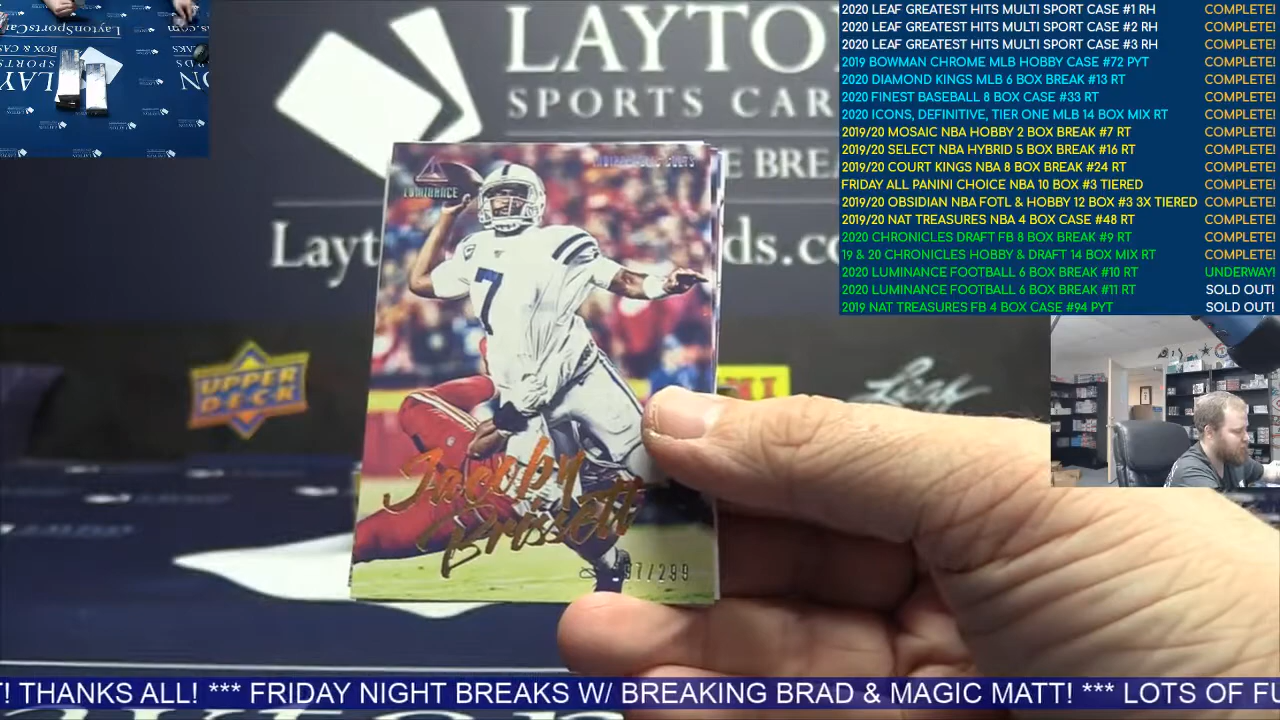 LAYTO
SPORTS CAR
E BREA
Layt
ds.co
LUMINANCE
INDIANAPOLIS COLTS
7
Jacoby
Brissett
97/299
UPPER
DECK
Leaf
2020 LEAF GREATEST HITS MULTI SPORT CASE #1 RH COMPLETE!
2020 LEAF GREATEST HITS MULTI SPORT CASE #2 RH COMPLETE!
2020 LEAF GREATEST HITS MULTI SPORT CASE #3 RH COMPLETE!
2019 BOWMAN CHROME MLB HOBBY CASE #72 PYT COMPLETE!
2020 DIAMOND KINGS MLB 6 BOX BREAK #13 RT COMPLETE!
2020 FINEST BASEBALL 8 BOX CASE #33 RT COMPLETE!
2020 ICONS, DEFINITIVE, TIER ONE MLB 14 BOX MIX RT COMPLETE!
2019/20 MOSAIC NBA HOBBY 2 BOX BREAK #7 RT COMPLETE!
2019/20 SELECT NBA HYBRID 5 BOX BREAK #16 RT COMPLETE!
2019/20 COURT KINGS NBA 8 BOX BREAK #24 RT COMPLETE!
FRIDAY ALL PANINI CHOICE NBA 10 BOX #3 TIERED COMPLETE!
2019/20 OBSIDIAN NBA FOTL & HOBBY 12 BOX #3 3X TIERED COMPLETE!
2019/20 NAT TREASURES NBA 4 BOX CASE #48 RT COMPLETE!
2020 CHRONICLES DRAFT FB 8 BOX BREAK #9 RT COMPLETE!
19 & 20 CHRONICLES HOBBY & DRAFT 14 BOX MIX RT COMPLETE!
2020 LUMINANCE FOOTBALL 6 BOX BREAK #10 RT UNDERWAY!
2020 LUMINANCE FOOTBALL 6 BOX BREAK #11 RT SOLD OUT!
2019 NAT TREASURES FB 4 BOX CASE #94 PYT SOLD OUT!
T! THANKS ALL! *** FRIDAY NIGHT BREAKS W/ BREAKING BRAD & MAGIC MATT! *** LOTS OF FU